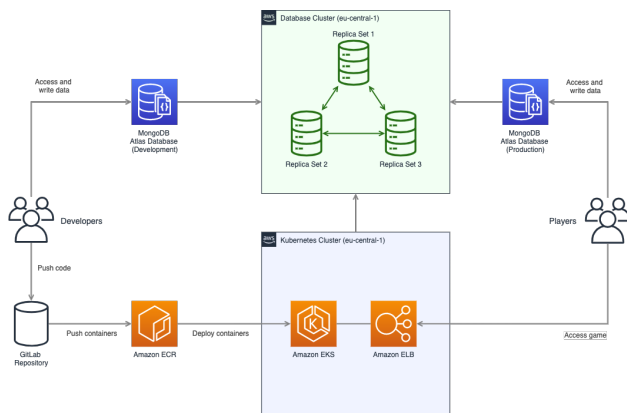 aws
Database Cluster (eu-central-1)
Replica Set 1
Replica Set 2
Replica Set 3
Access and
write data
MongoDB
Atlas Database
(Development)
Access and
write data
MongoDB
Atlas Database
(Production)
Developers
Players
aws
Kubernetes Cluster (eu-central-1)
Push code
GitLab
Repository
Push containers
Amazon ECR
Deploy containers
K
Amazon EKS
Amazon ELB
Access game